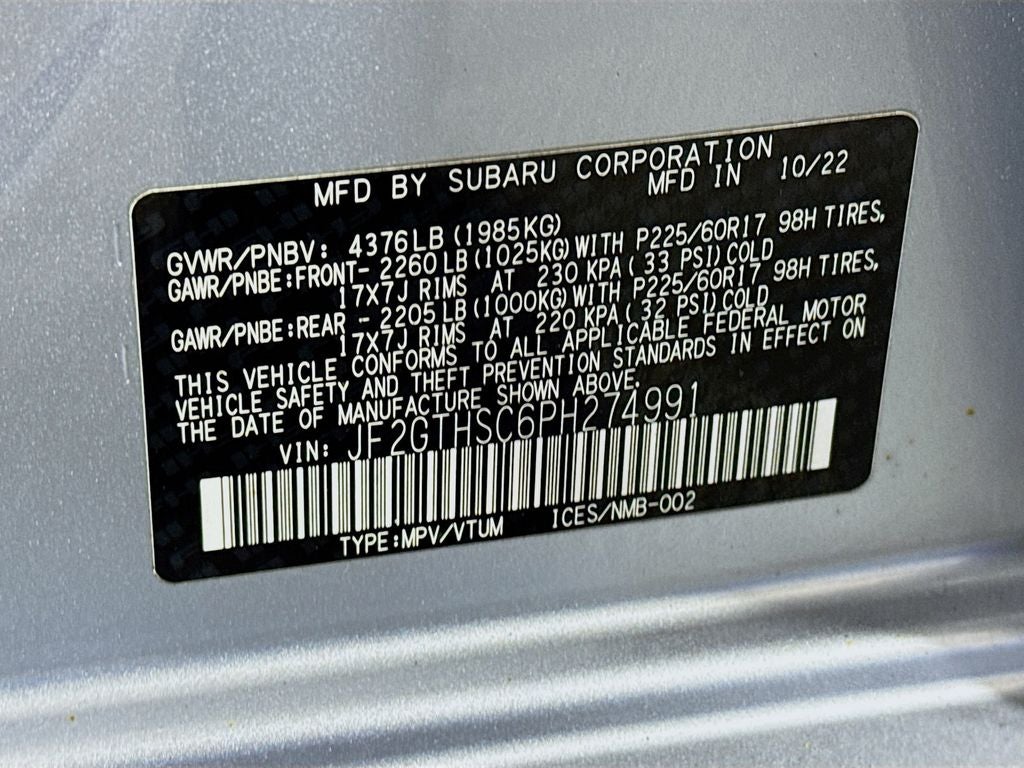 MFD BY SUBARU CORPORATION
MFD IN 10/22
GVWR/PNBV: 4376LB (1985KG)
GAWR/PNBE:FRONT- 2260LB (1025KG) WITH P225/60R17 98H TIRES,
17X7J RIMS AT 230 KPA( 33 PSI) COLD
GAWR/PNBE:REAR - 2205LB (1000KG) WITH P225/60R17 98H TIRES,
17X7J RIMS AT 220 KPA( 32 PSI) COLD
THIS VEHICLE CONFORMS TO ALL APPLICABLE FEDERAL MOTOR
VEHICLE SAFETY AND THEFT PREVENTION STANDARDS IN EFFECT ON
THE DATE OF MANUFACTURE SHOWN ABOVE.
VIN: JF2GTHSC6PH274991
TYPE:MPV/VTUM ICES/NMB-002